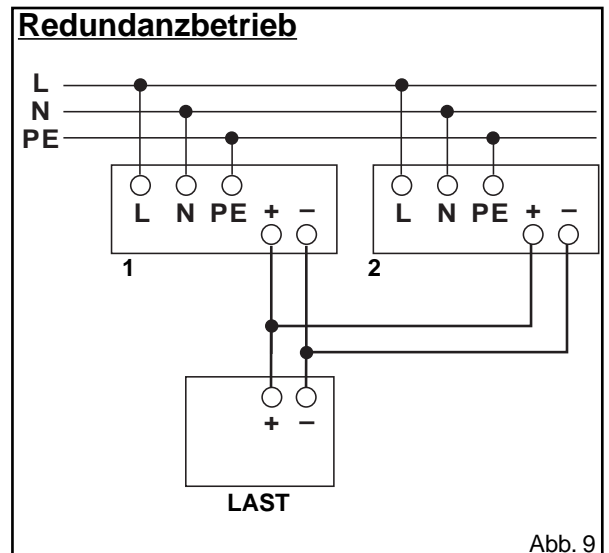 Redundanzbetrieb
L
N
PE
L N PE + − L N PE + −
1 2
+ −
LAST
Abb. 9